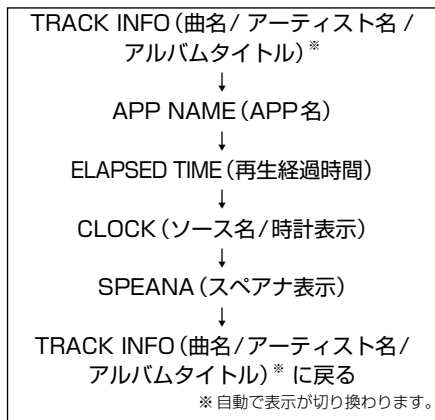 TRACK INFO（曲名/ アーティスト名 /
アルバムタイトル）※
↓
APP NAME（APP名）
↓
ELAPSED TIME（再生経過時間）
↓
CLOCK（ソース名/時計表示）
↓
SPEANA（スペアナ表示）
↓
TRACK INFO（曲名/アーティスト名/
アルバムタイトル）※ に戻る
※自動で表示が切り換わります。